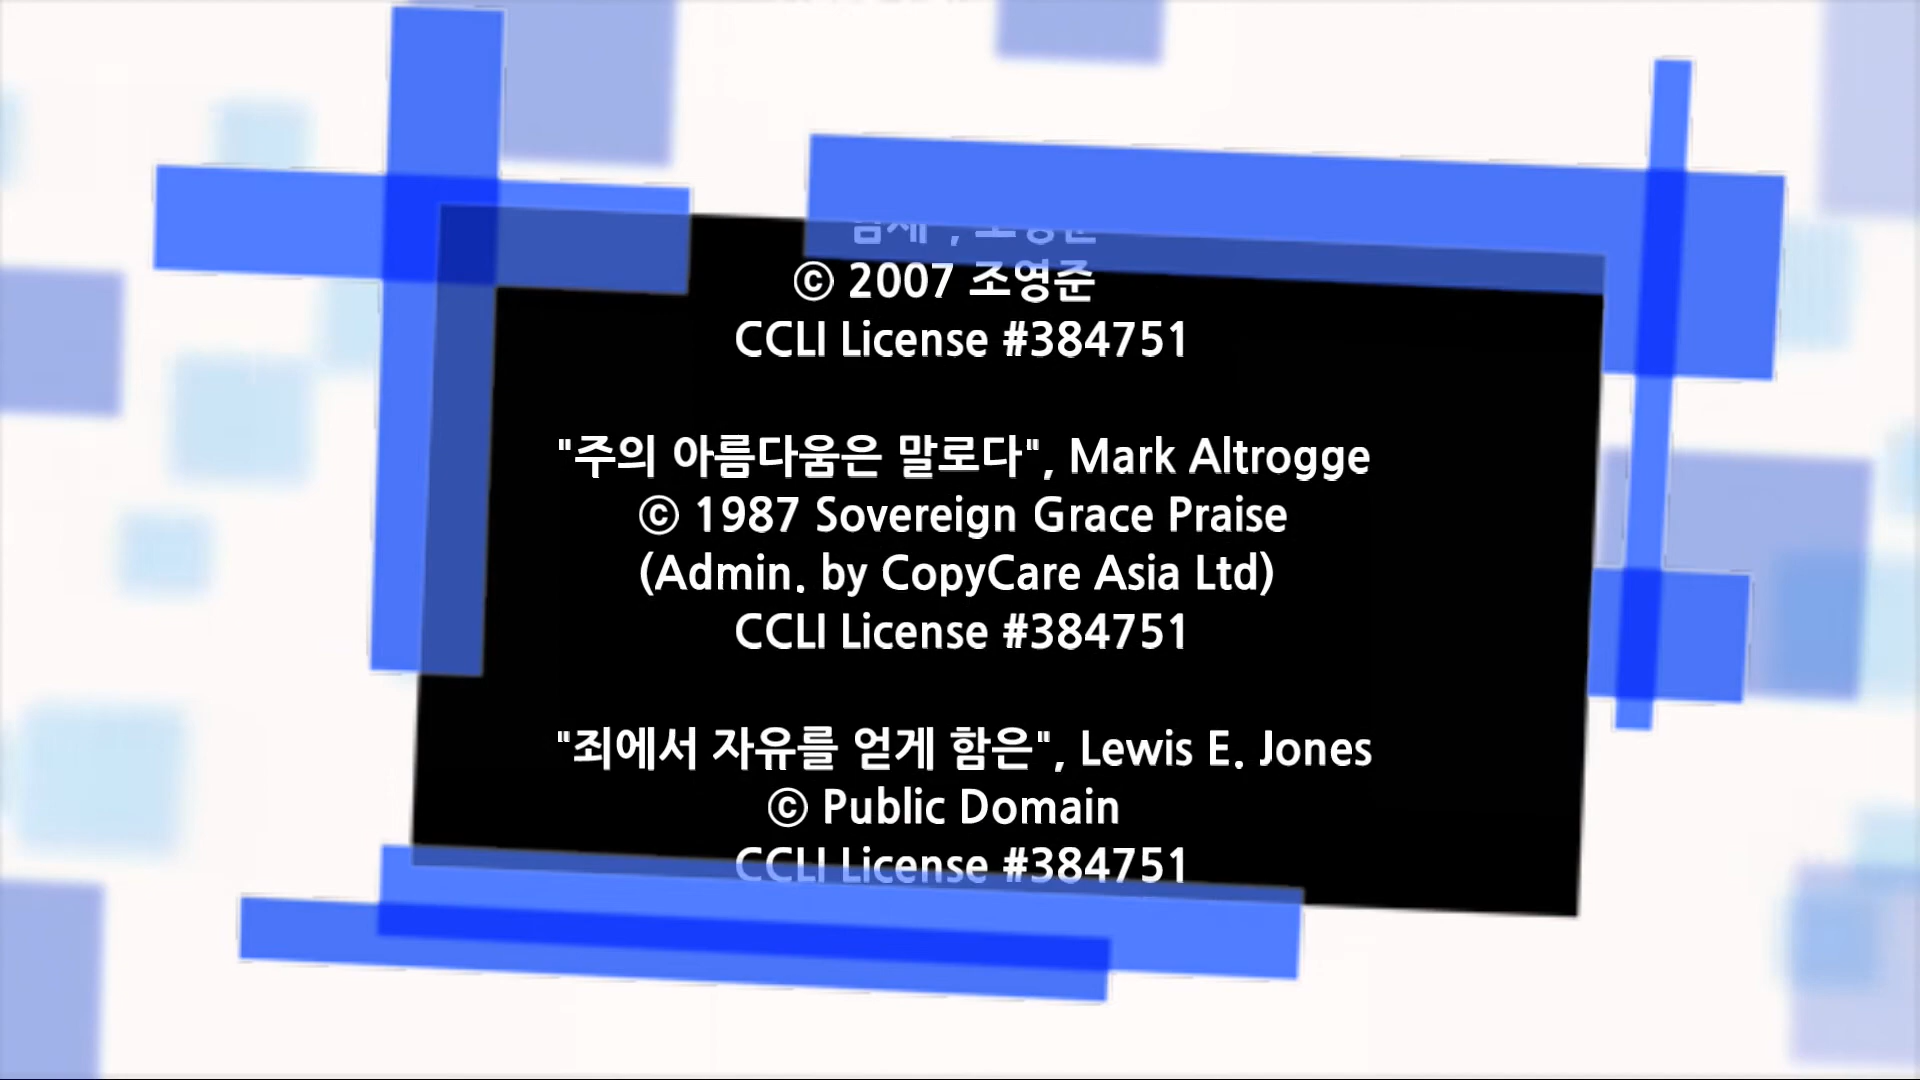 © 2007 조영준
CCLI License #384751
"주의 아름다움은 말로다", Mark Altrogge
© 1987 Sovereign Grace Praise
(Admin. by CopyCare Asia Ltd)
CCLI License #384751
"죄에서 자유를 얻게 함은", Lewis E. Jones
© Public Domain
CCLI License #384751